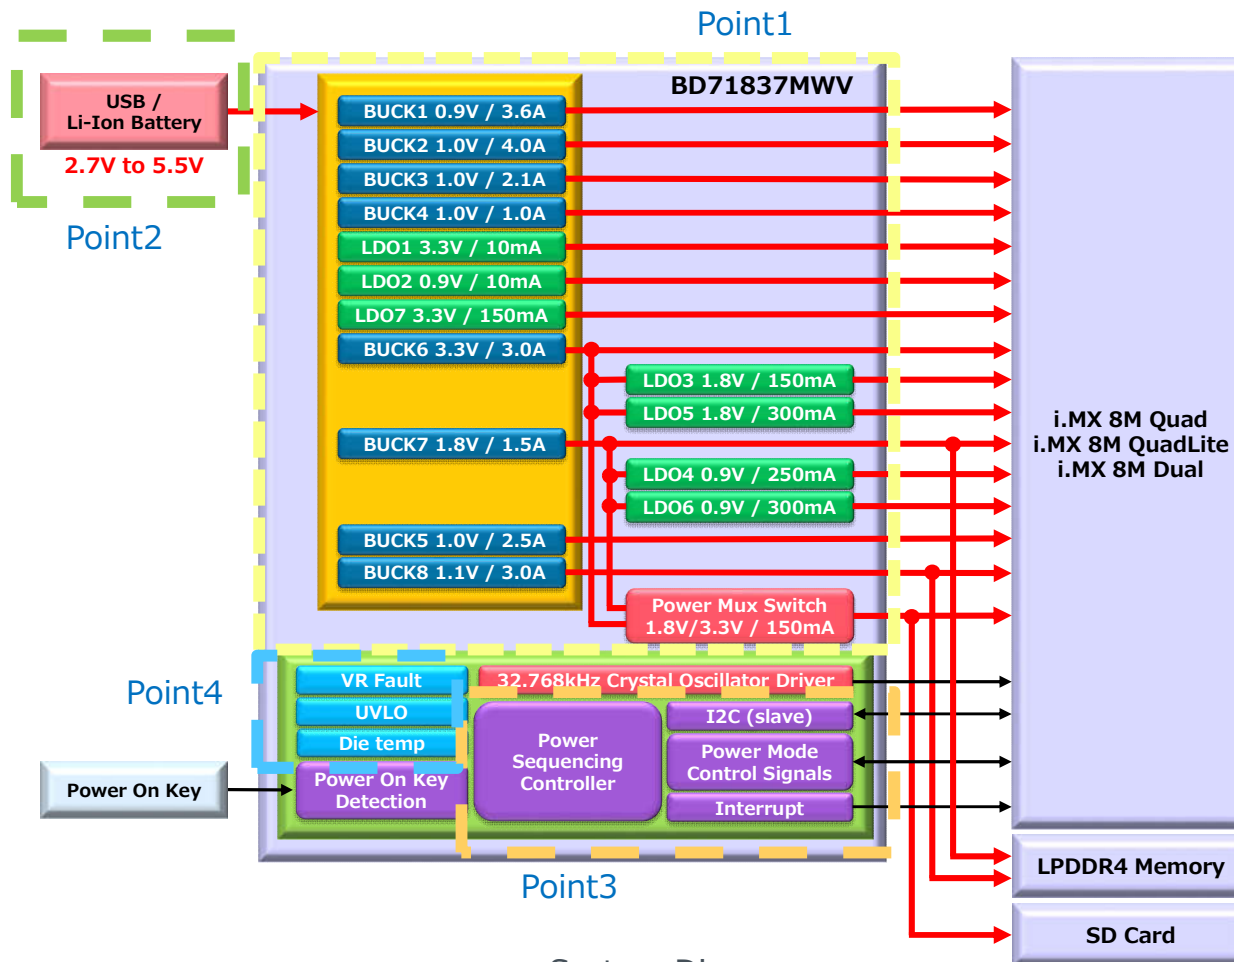 Point1
BD71837MWV
USB /
Li-Ion Battery
2.7V to 5.5V
Point2
BUCK1 0.9V / 3.6A
BUCK2 1.0V / 4.0A
BUCK3 1.0V / 2.1A
BUCK4 1.0V / 1.0A
LDO1 3.3V / 10mA
LDO2 0.9V / 10mA
LDO7 3.3V / 150mA
BUCK6 3.3V / 3.0A
LDO3 1.8V / 150mA
LDO5 1.8V / 300mA
BUCK7 1.8V / 1.5A
LDO4 0.9V / 250mA
LDO6 0.9V / 300mA
BUCK5 1.0V / 2.5A
BUCK8 1.1V / 3.0A
Power Mux Switch
1.8V/3.3V / 150mA
i.MX 8M Quad
i.MX 8M QuadLite
i.MX 8M Dual
Point4
VR Fault
UVLO
Die temp
Power On Key
Power On Key
Detection
32.768kHz Crystal Oscillator Driver
Power
Sequencing
Controller
I2C (slave)
Power Mode
Control Signals
Interrupt
Point3
LPDDR4 Memory
SD Card